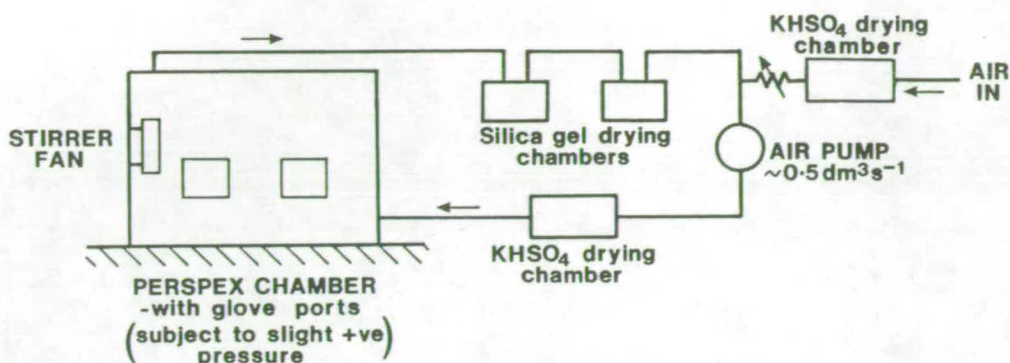 KHSO₄ drying
chamber
AIR
IN
STIRRER
FAN
Silica gel drying
chambers
AIR PUMP
~0·5 dm³s⁻¹
KHSO₄ drying
chamber
PERSPEX CHAMBER
-with glove ports
(subject to slight +ve
pressure)